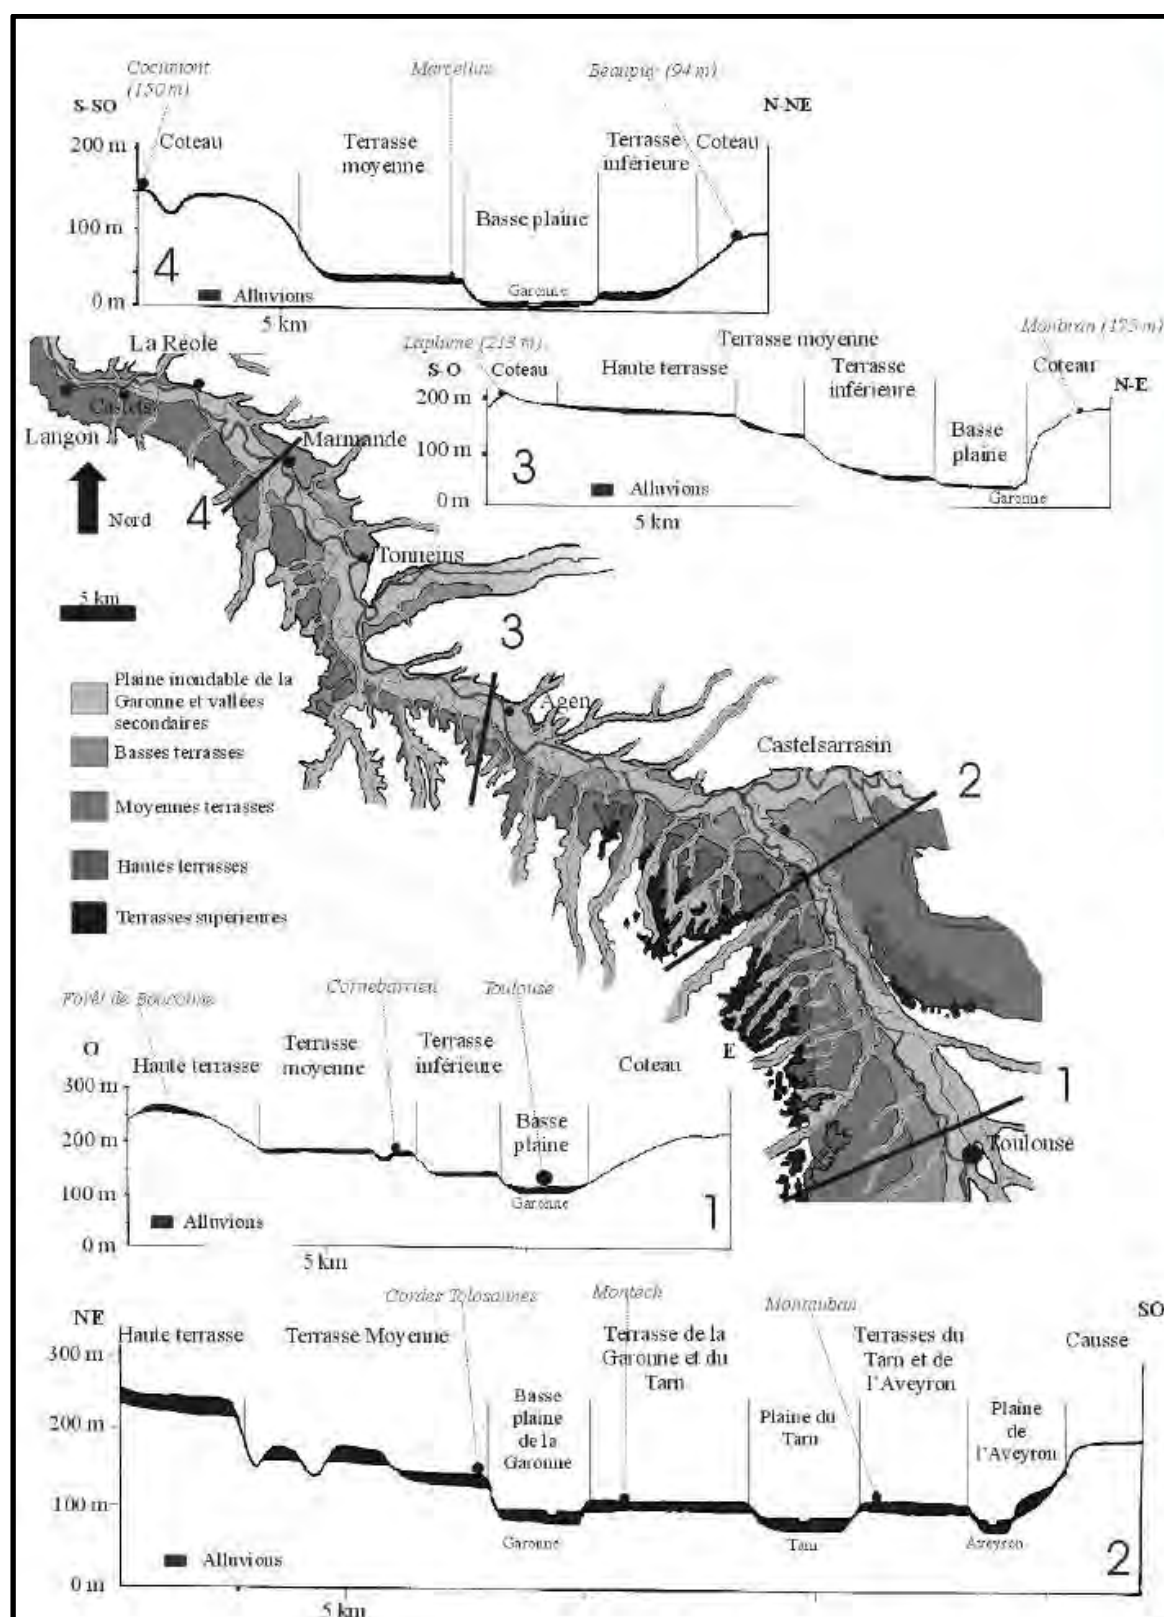 Cocumont
(150 m)
Marcellus
Beaupuy (94 m)
S-SO
N-NE
200 m
Coteau
Terrasse
moyenne
Terrasse
inférieure
Coteau
100 m
Basse plaine
4
Alluvions
Garonne
0 m
5 km
La Réole
Castets
Langon
Marmande
4
Nord
Tonneins
5 km
Laplume (213 m)
Terrasse moyenne
Monbran (175 m)
S-O
Coteau
Haute terrasse
Terrasse
inférieure
Coteau
N-E
200 m
100 m
Basse
plaine
3
Alluvions
Garonne
0 m
5 km
3
Agen
Castelsarrasin
2
Plaine inondable de la
Garonne et vallées
secondaires
Basses terrasses
Moyennes terrasses
Hautes terrasses
Terrasses supérieures
1
Toulouse
Forêt de Bouconne
Cornebarrieu
Toulouse
O
E
Haute terrasse
Terrasse
moyenne
Terrasse
inférieure
Coteau
300 m
200 m
Basse
plaine
100 m
Garonne
Alluvions
1
0 m
5 km
Cordes Tolosannes
Montech
Montauban
NE
SO
Haute terrasse
Terrasse Moyenne
Terrasse de la
Garonne et du
Tarn
Terrasses du
Tarn et de
l'Aveyron
Causse
300 m
Basse
plaine
de la
Garonne
Plaine du
Tarn
Plaine
de
l'Aveyron
200 m
100 m
Garonne
Tarn
Aveyron
Alluvions
2
0 m
5 km